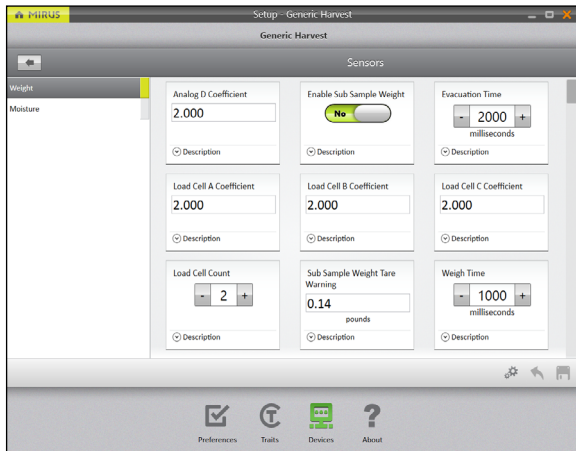 MIRUS
Setup - Generic Harvest
Generic Harvest
Sensors
Weight
Moisture
Analog D Coefficient
2.000
Description
Enable Sub Sample Weight
No
Description
Evacuation Time
- 2000 +
milliseconds
Description
Load Cell A Coefficient
2.000
Description
Load Cell B Coefficient
2.000
Description
Load Cell C Coefficient
2.000
Description
Load Cell Count
- 2 +
Description
Sub Sample Weight Tare
Warning
0.14
pounds
Description
Weigh Time
- 1000 +
milliseconds
Description
Preferences
Traits
Devices
About